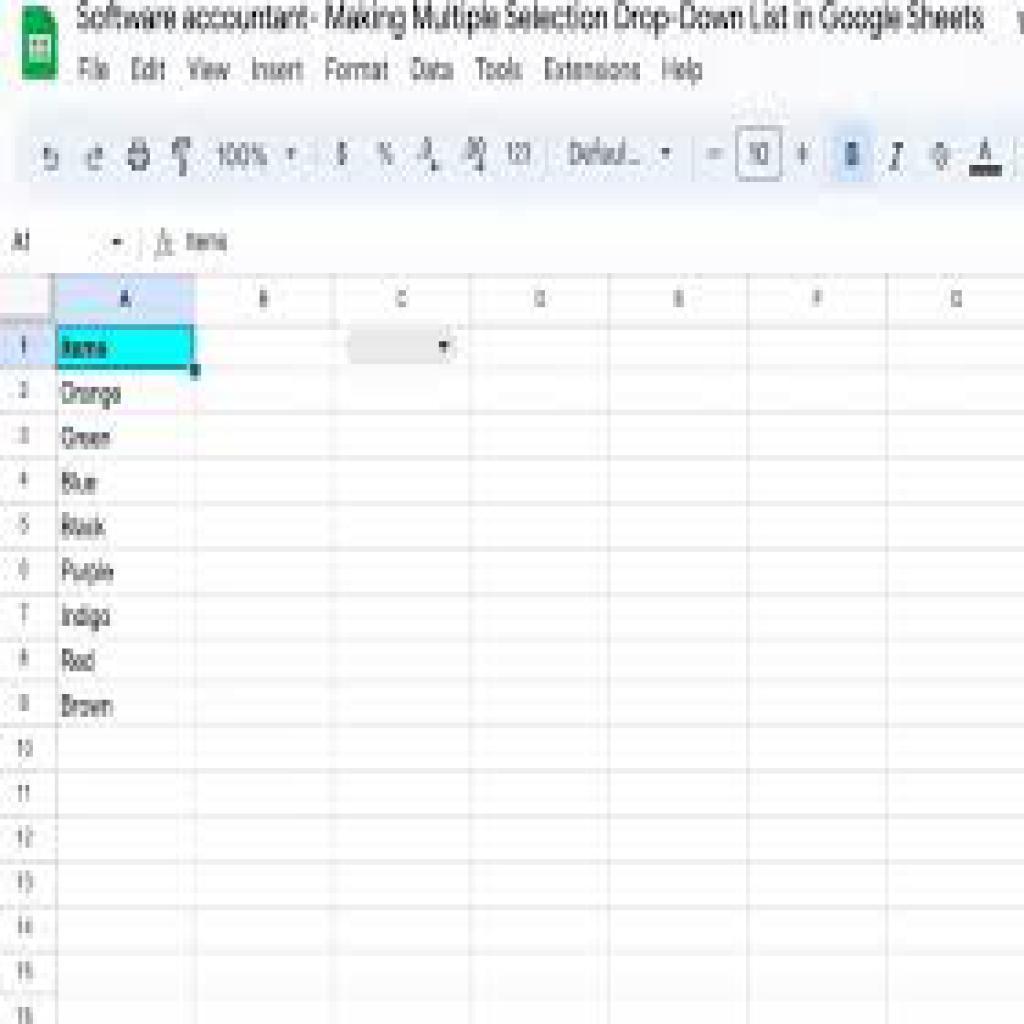 Software accountant- Making Multiple Selection Drop-Down List in Google Sheets
File Edit View Insert Format Data Tools Extensions Help
100% $ % .0 .00 123 Defaul... - 10 + B I A
A1 fx Items
A B C D E F G
1 Items
2 Orange
3 Green
4 Blue
5 Black
6 Purple
7 Indigo
8 Red
9 Brown
10
11
12
13
14
15
16